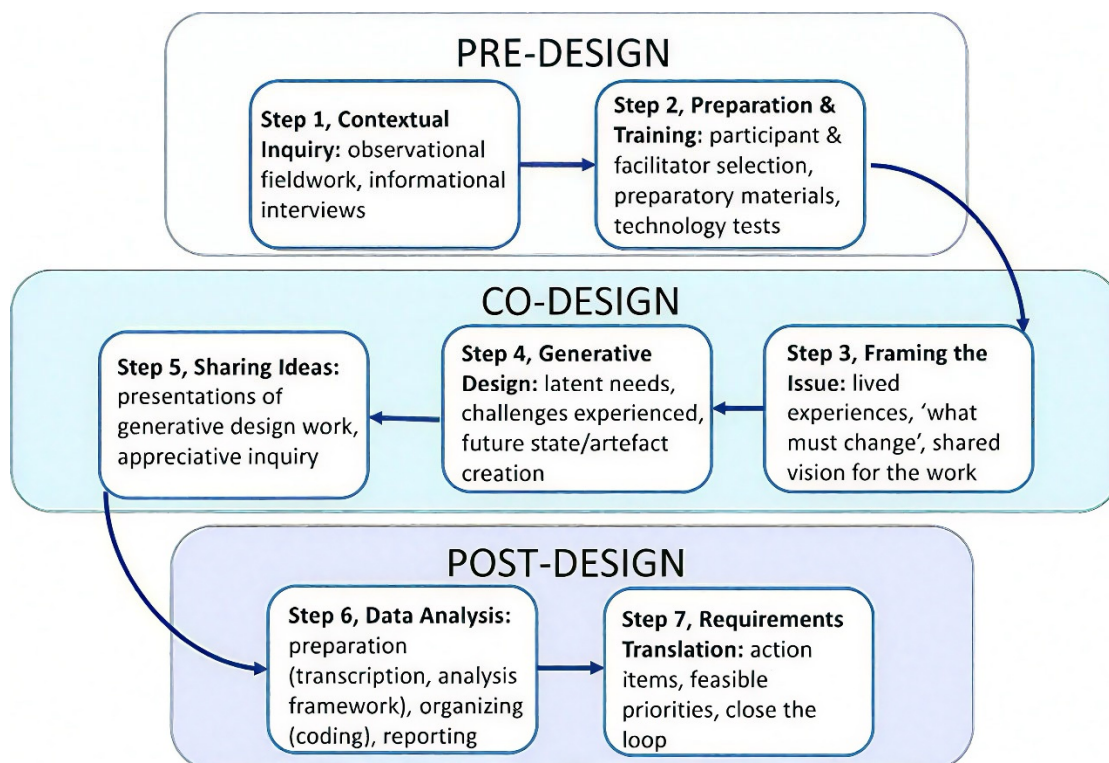 PRE-DESIGN
Step 1, Contextual
Inquiry: observational
fieldwork, informational
interviews
Step 2, Preparation &
Training: participant &
facilitator selection,
preparatory materials,
technology tests
CO-DESIGN
Step 3, Framing the
Issue: lived
experiences, ‘what
must change’, shared
vision for the work
Step 4, Generative
Design: latent needs,
challenges experienced,
future state/artefact
creation
Step 5, Sharing Ideas:
presentations of
generative design work,
appreciative inquiry
POST-DESIGN
Step 6, Data Analysis:
preparation
(transcription, analysis
framework), organizing
(coding), reporting
Step 7, Requirements
Translation: action
items, feasible
priorities, close the
loop